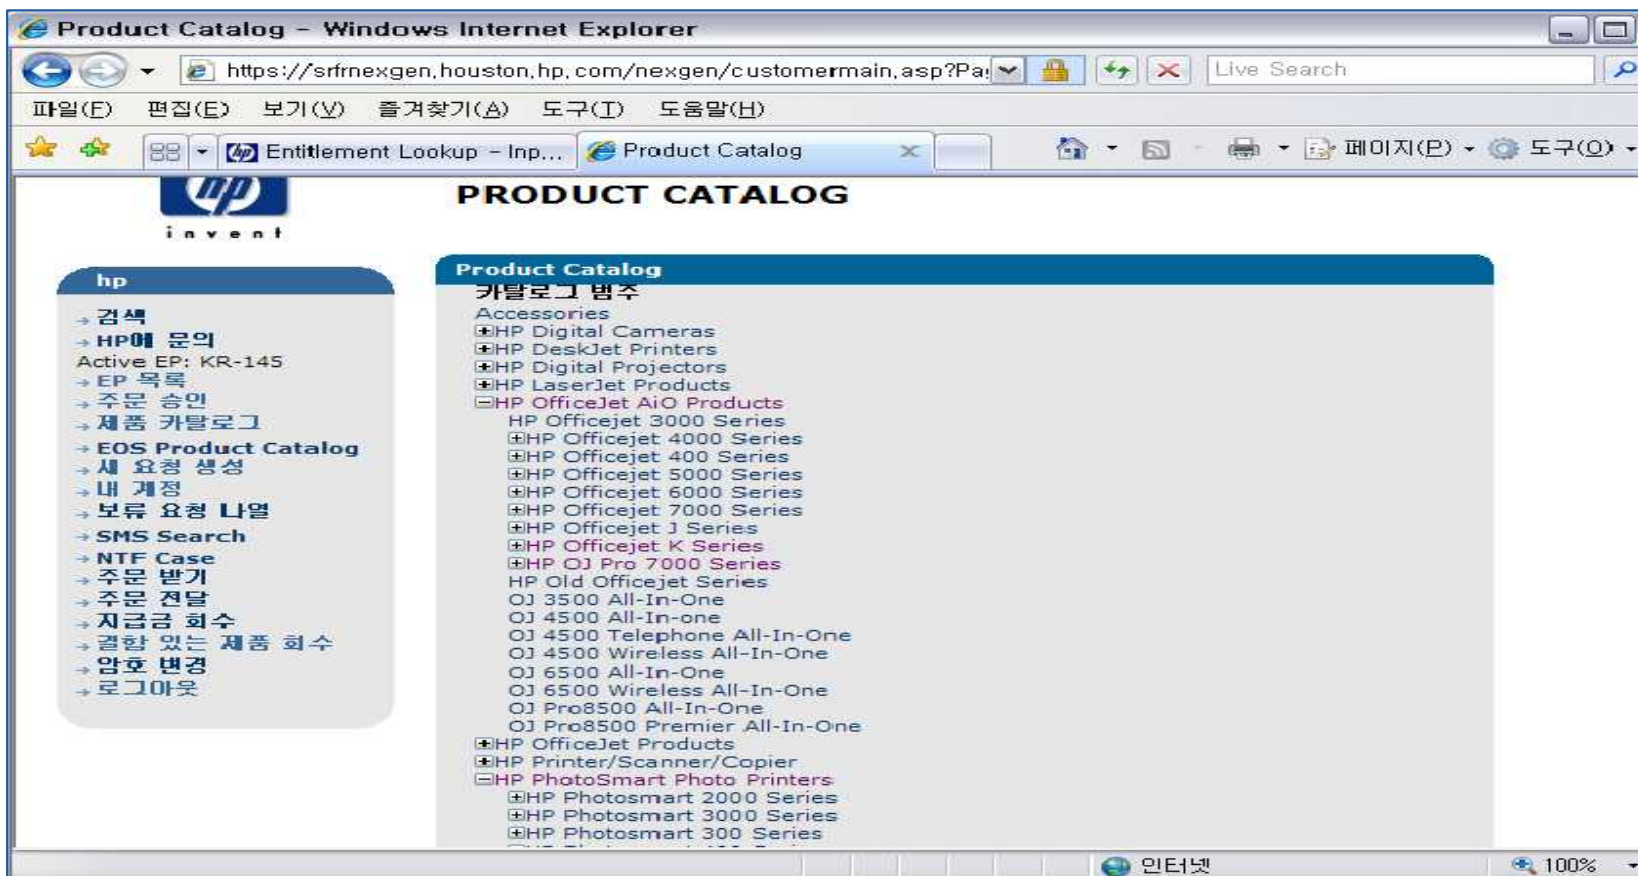 Product Catalog - Windows Internet Explorer
https://srfrnexgen.houston.hp.com/nexgen/customermain.asp?Pa
Live Search
파일(F) 편집(E) 보기(V) 즐겨찾기(A) 도구(T) 도움말(H)
Entitlement Lookup - Inp... Product Catalog 페이지(P) 도구(O)
hp
invent
PRODUCT CATALOG
hp
검색
HP에 문의
Active EP: KR-145
EP 목록
주문 승인
제품 카탈로그
EOS Product Catalog
새 요청 생성
내 계정
보류 요청 나열
SMS Search
NTF Case
주문 받기
주문 전달
지급금 회수
결함 있는 제품 회수
암호 변경
로그아웃
Product Catalog
카탈로그 범주
Accessories
HP Digital Cameras
HP DeskJet Printers
HP Digital Projectors
HP LaserJet Products
HP OfficeJet AiO Products
HP Officejet 3000 Series
HP Officejet 4000 Series
HP Officejet 400 Series
HP Officejet 5000 Series
HP Officejet 6000 Series
HP Officejet 7000 Series
HP Officejet J Series
HP Officejet K Series
HP OJ Pro 7000 Series
HP Old Officejet Series
OJ 3500 All-In-One
OJ 4500 All-In-one
OJ 4500 Telephone All-In-One
OJ 4500 Wireless All-In-One
OJ 6500 All-In-One
OJ 6500 Wireless All-In-One
OJ Pro8500 All-In-One
OJ Pro8500 Premier All-In-One
HP OfficeJet Products
HP Printer/Scanner/Copier
HP PhotoSmart Photo Printers
HP Photosmart 2000 Series
HP Photosmart 3000 Series
HP Photosmart 300 Series
인터넷 100%